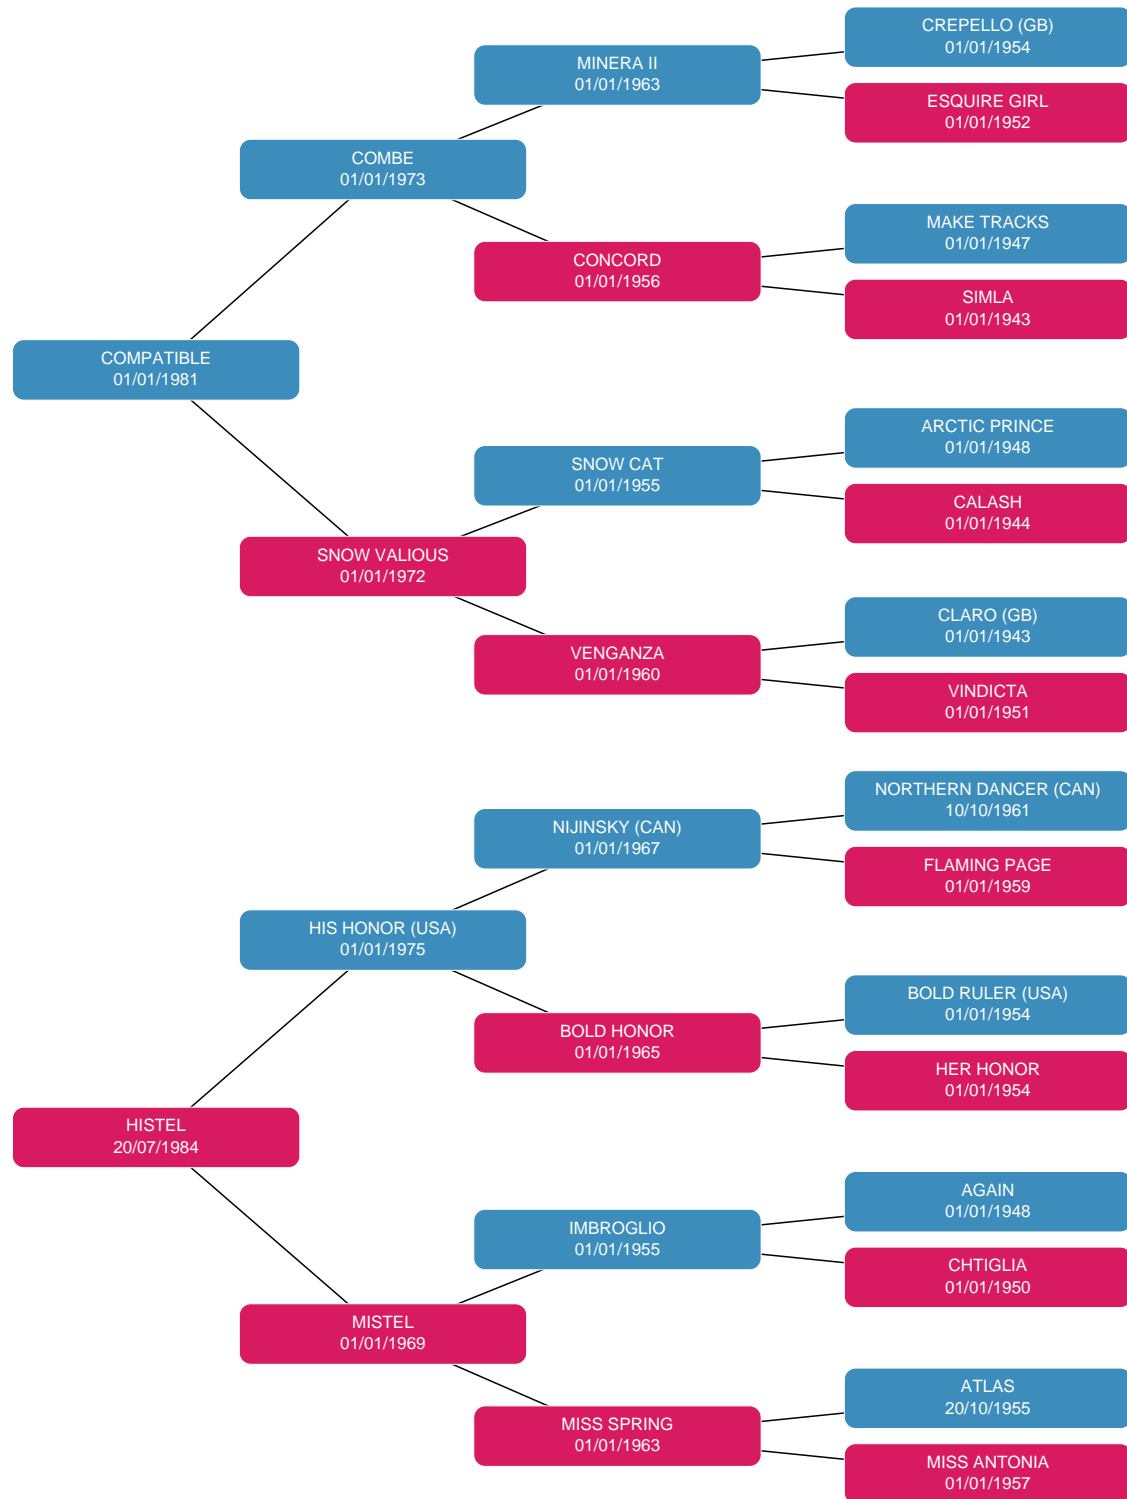 CREPELLO (GB)
01/01/1954
MINERA II
01/01/1963
ESQUIRE GIRL
01/01/1952
COMBE
01/01/1973
MAKE TRACKS
01/01/1947
CONCORD
01/01/1956
SIMLA
01/01/1943
COMPATIBLE
01/01/1981
ARCTIC PRINCE
01/01/1948
SNOW CAT
01/01/1955
CALASH
01/01/1944
SNOW VALIOUS
01/01/1972
CLARO (GB)
01/01/1943
VENGANZA
01/01/1960
VINDICTA
01/01/1951
NORTHERN DANCER (CAN)
10/10/1961
NIJINSKY (CAN)
01/01/1967
FLAMING PAGE
01/01/1959
HIS HONOR (USA)
01/01/1975
BOLD RULER (USA)
01/01/1954
BOLD HONOR
01/01/1965
HER HONOR
01/01/1954
HISTEL
20/07/1984
AGAIN
01/01/1948
IMBROGLIO
01/01/1955
CHTIGLIA
01/01/1950
MISTEL
01/01/1969
ATLAS
20/10/1955
MISS SPRING
01/01/1963
MISS ANTONIA
01/01/1957